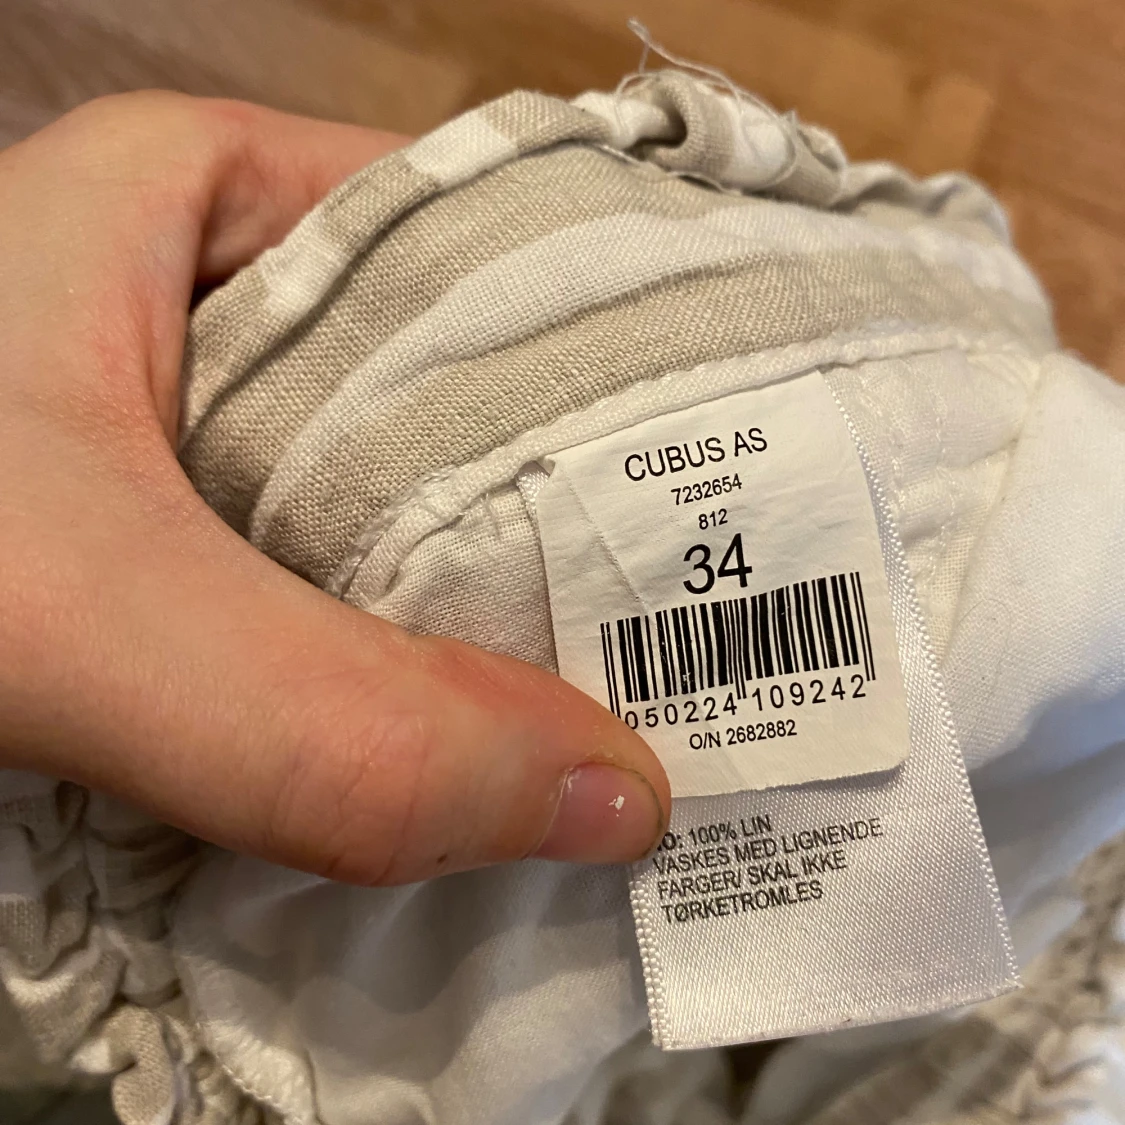 CUBUS AS
7232654
812
34
050224 109242
O/N 2682882
100% LIN
VASKES MED LIGNENDE
FARGER/ SKAL IKKE
TØRKETROMLES